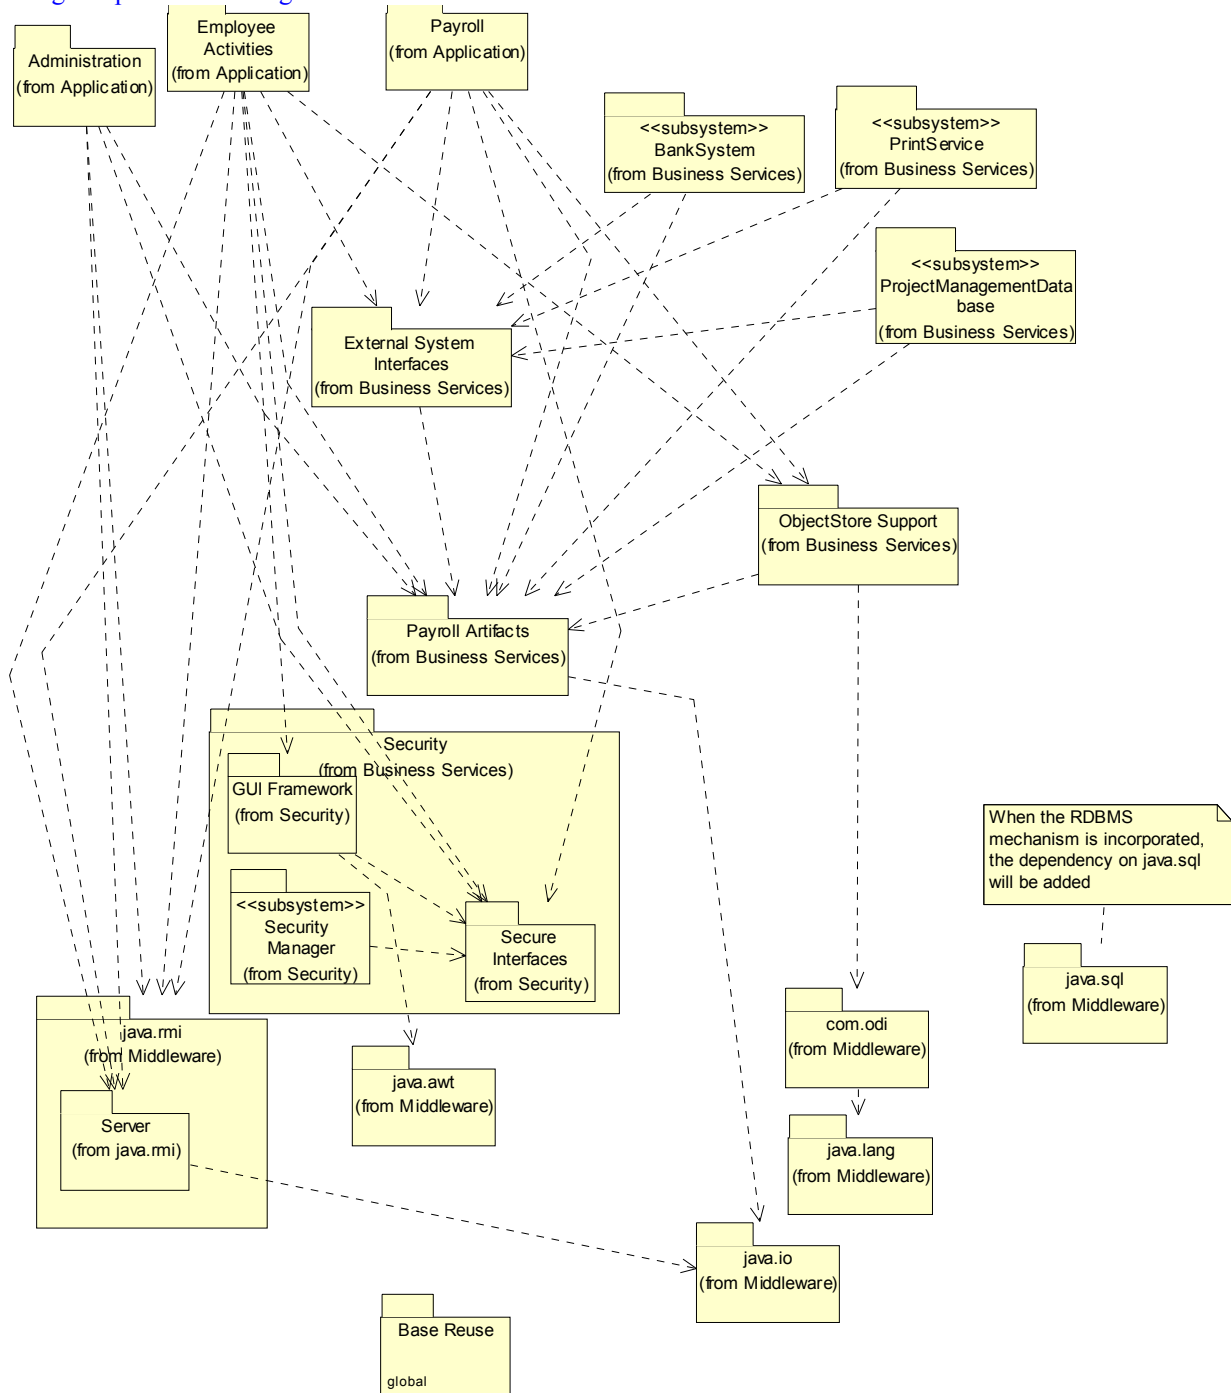 Employee
Activities
(from Application)
Payroll
(from Application)
Administration
(from Application)
<<subsystem>>
BankSystem
(from Business Services)
<<subsystem>>
PrintService
(from Business Services)
<<subsystem>>
ProjectManagementData
base
(from Business Services)
External System
Interfaces
(from Business Services)
ObjectStore Support
(from Business Services)
Payroll Artifacts
(from Business Services)
Security
(from Business Services)
GUI Framework
(from Security)
<<subsystem>>
Security
Manager
(from Security)
Secure
Interfaces
(from Security)
When the RDBMS
mechanism is incorporated,
the dependency on java.sql
will be added
java.sql
(from Middleware)
java.rmi
(from Middleware)
Server
(from java.rmi)
java.awt
(from Middleware)
com.odi
(from Middleware)
java.lang
(from Middleware)
java.io
(from Middleware)
Base Reuse
global